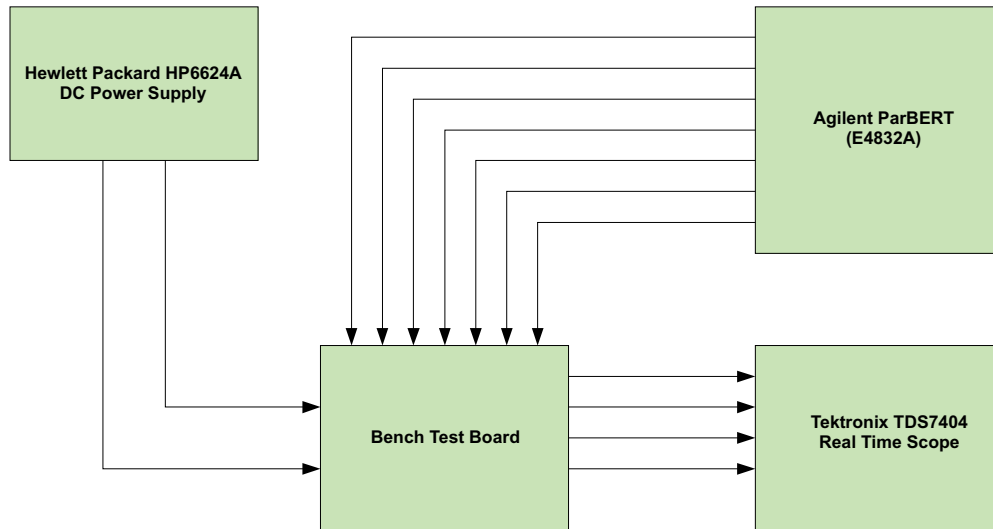 Hewlett Packard HP6624A
DC Power Supply
Agilent ParBERT
(E4832A)
Bench Test Board
Tektronix TDS7404
Real Time Scope